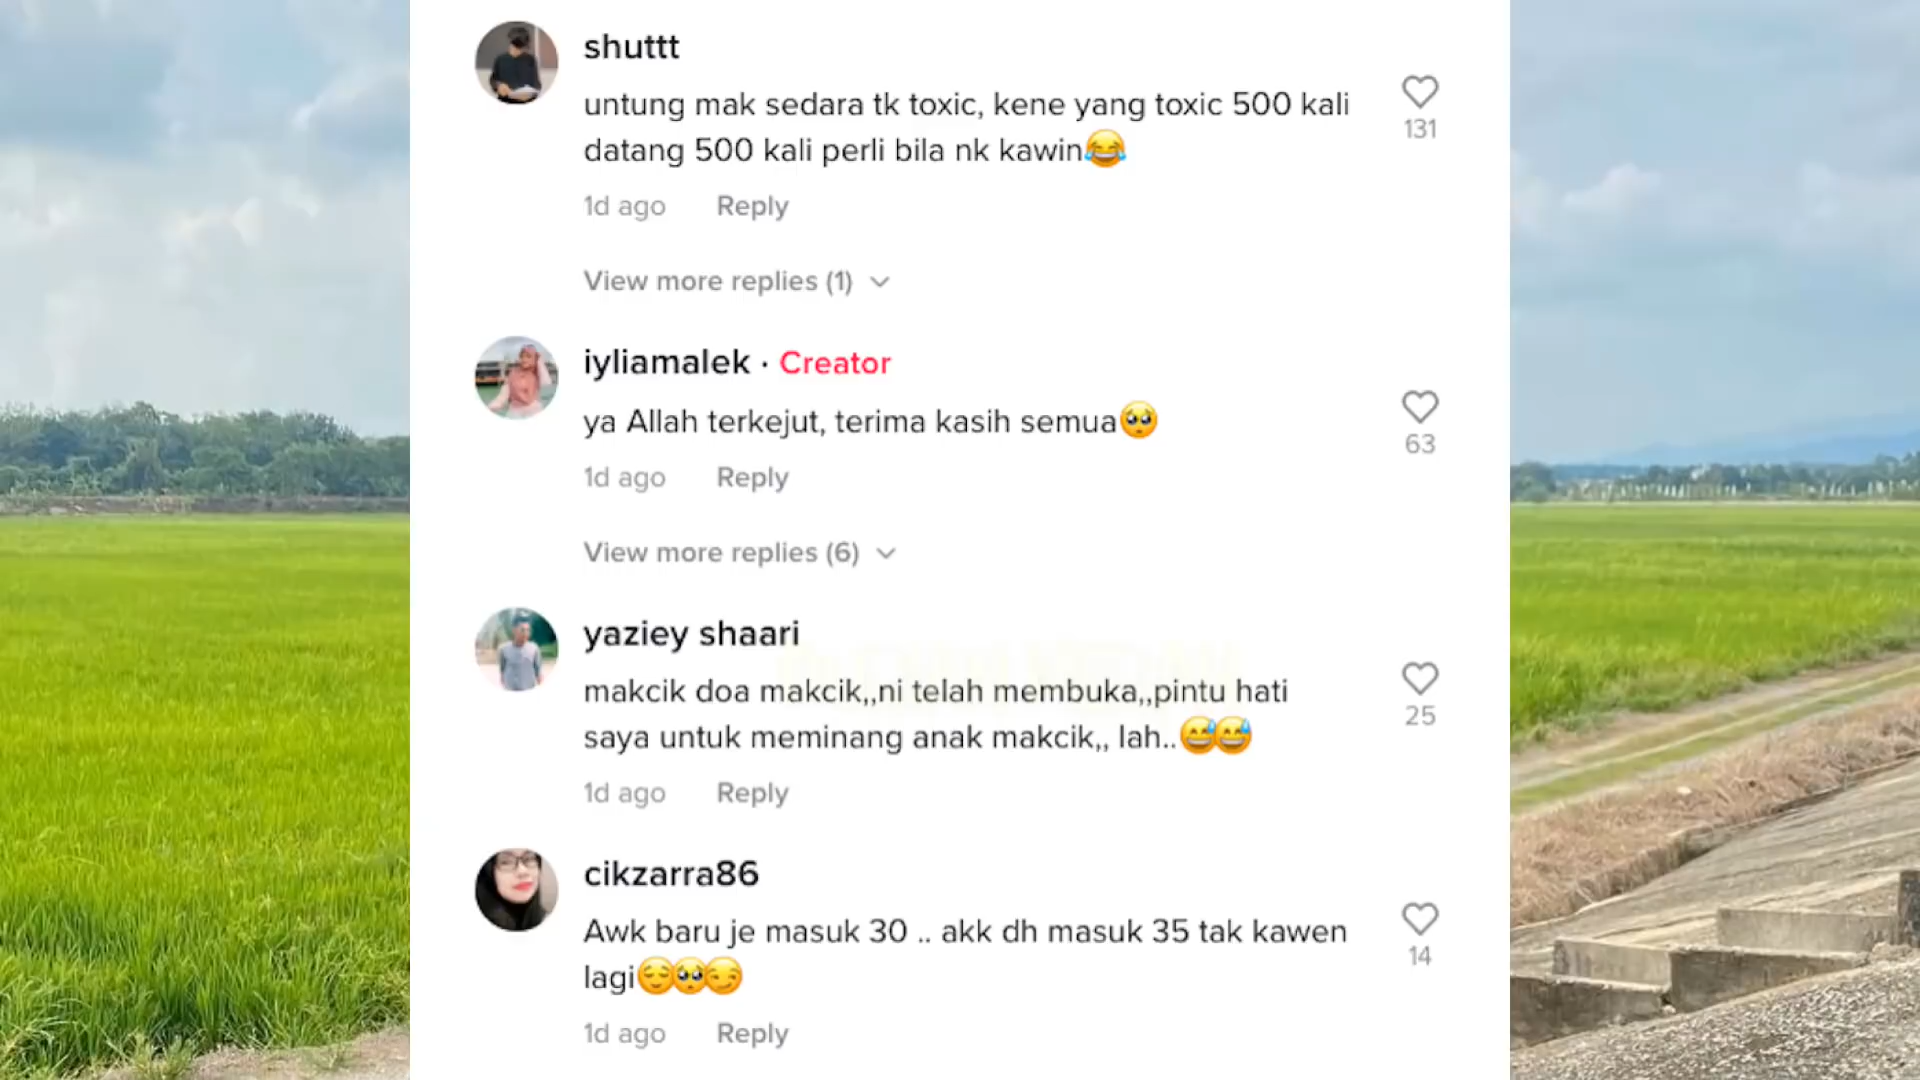 shuttt
untung mak sedara tk toxic, kene yang toxic 500 kali
datang 500 kali perli bila nk kawin😂
131
1d ago Reply
View more replies (1)
iyliamalek · Creator
ya Allah terkejut, terima kasih semua🥺
63
1d ago Reply
View more replies (6)
yaziey shaari
makcik doa makcik,,ni telah membuka,,pintu hati
saya untuk meminang anak makcik,, lah..😅😅
25
1d ago Reply
cikzarra86
Awk baru je masuk 30 .. akk dh masuk 35 tak kawen
lagi😌🥺😏
14
1d ago Reply